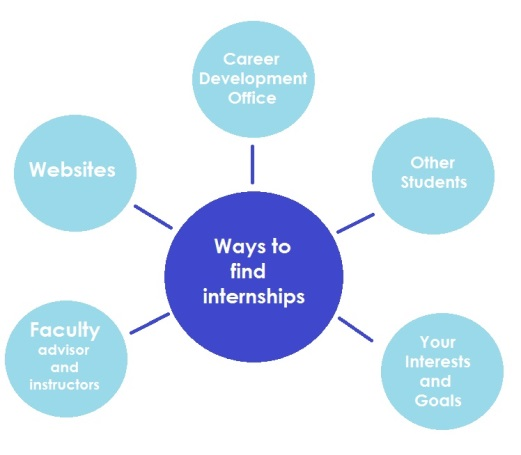 Career
Development
Office
Websites
Other
Students
Ways to
find
internships
Faculty
advisor
and
instructors
Your
Interests
and
Goals